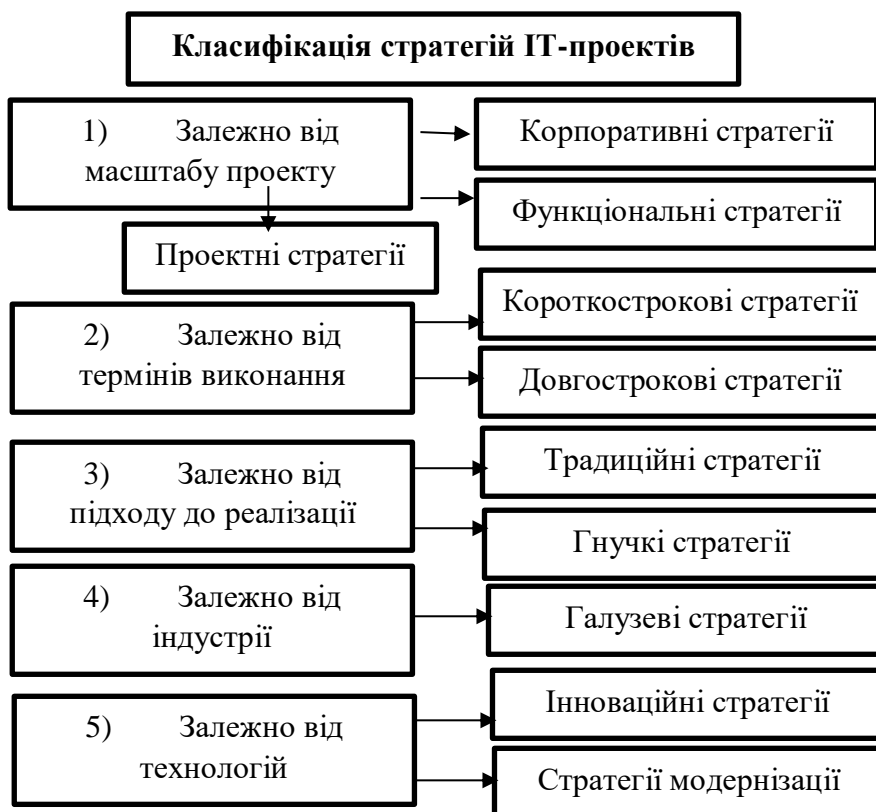 Класифікація стратегій ІТ-проектів
1) Залежно від
масштабу проекту
Корпоративні стратегії
Функціональні стратегії
Проектні стратегії
2) Залежно від
термінів виконання
Короткострокові стратегії
Довгострокові стратегії
3) Залежно від
підходу до реалізації
Традиційні стратегії
Гнучкі стратегії
4) Залежно від
індустрії
Галузеві стратегії
5) Залежно від
технологій
Інноваційні стратегії
Стратегії модернізації